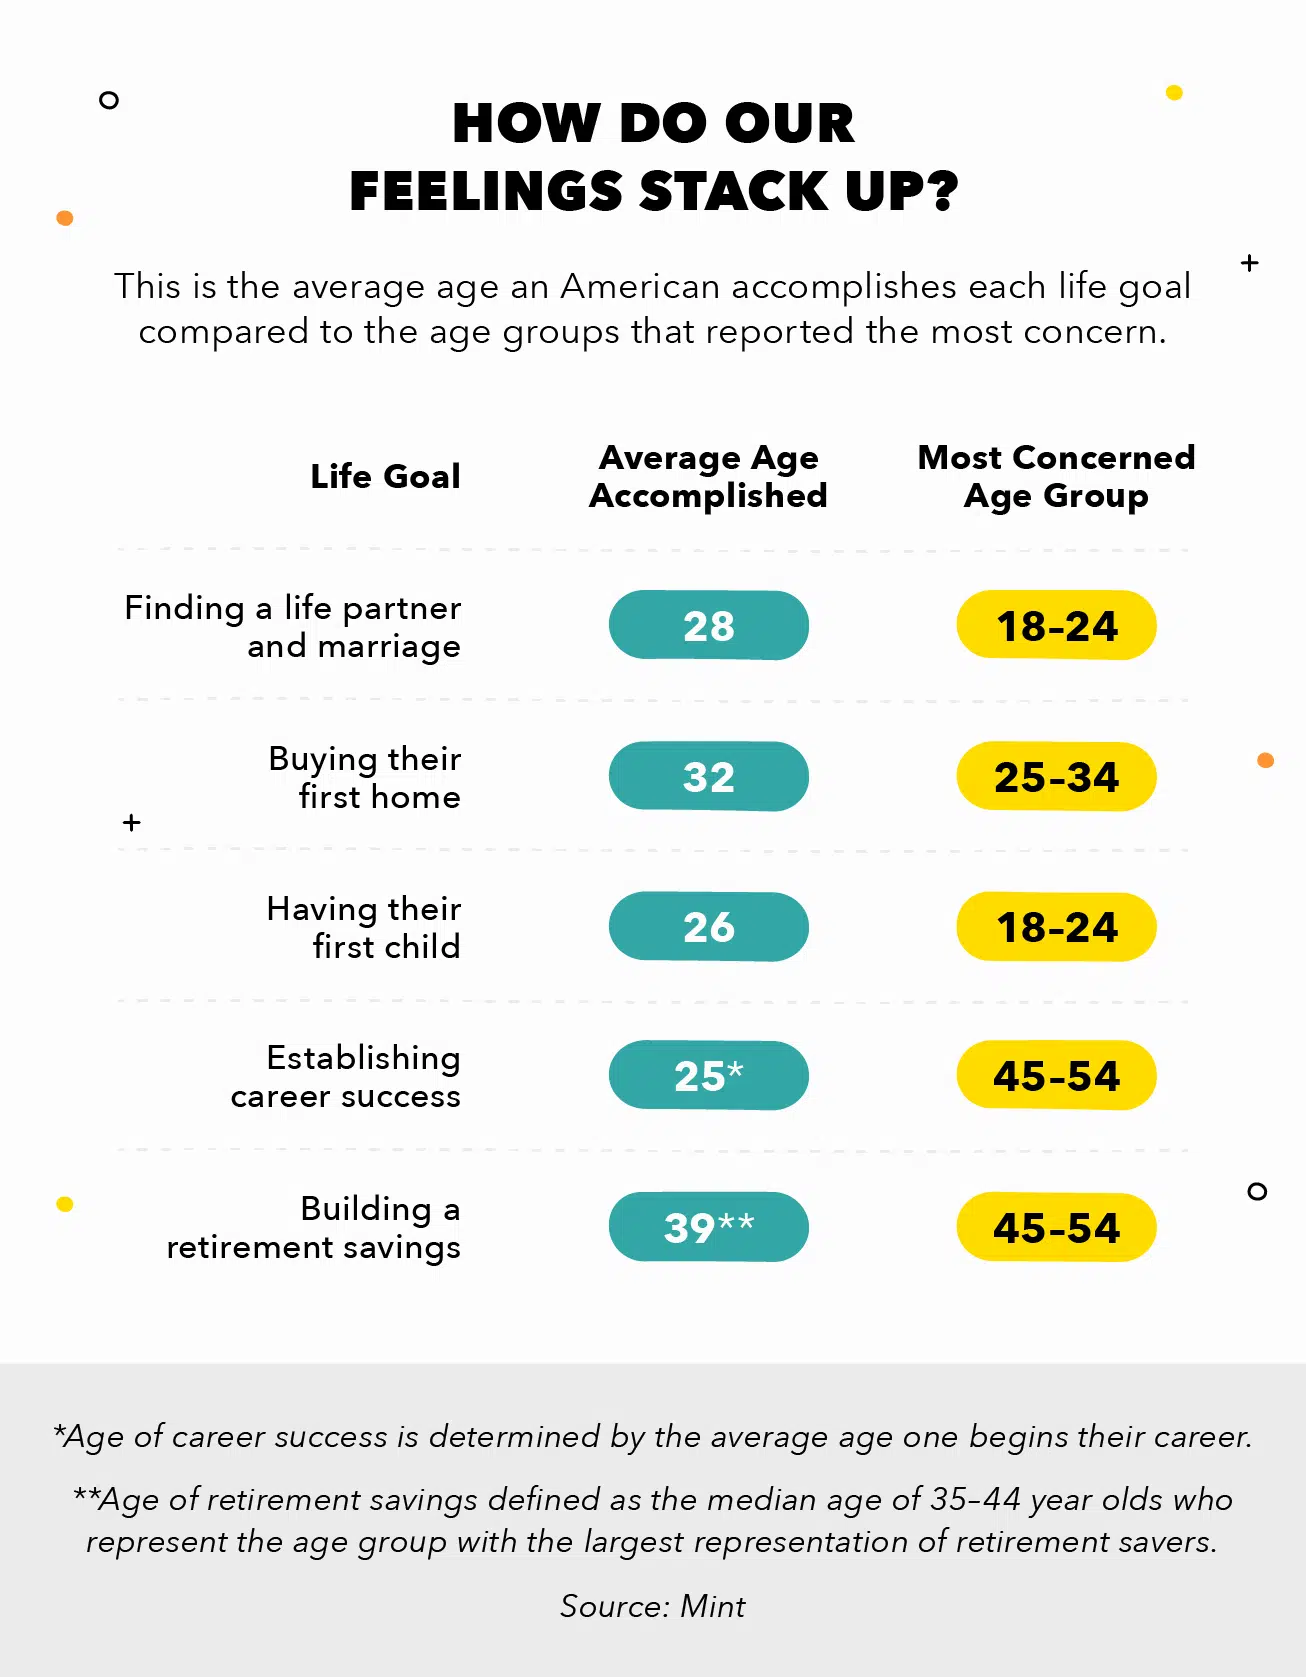 HOW DO OUR
FEELINGS STACK UP?
This is the average age an American accomplishes each life goal
compared to the age groups that reported the most concern.
Life Goal
Average Age
Accomplished
Most Concerned
Age Group
Finding a life partner
and marriage
28
18–24
Buying their
first home
32
25–34
Having their
first child
26
18–24
Establishing
career success
25*
45–54
Building a
retirement savings
39**
45–54
*Age of career success is determined by the average age one begins their career.
**Age of retirement savings defined as the median age of 35–44 year olds who
represent the age group with the largest representation of retirement savers.
Source: Mint